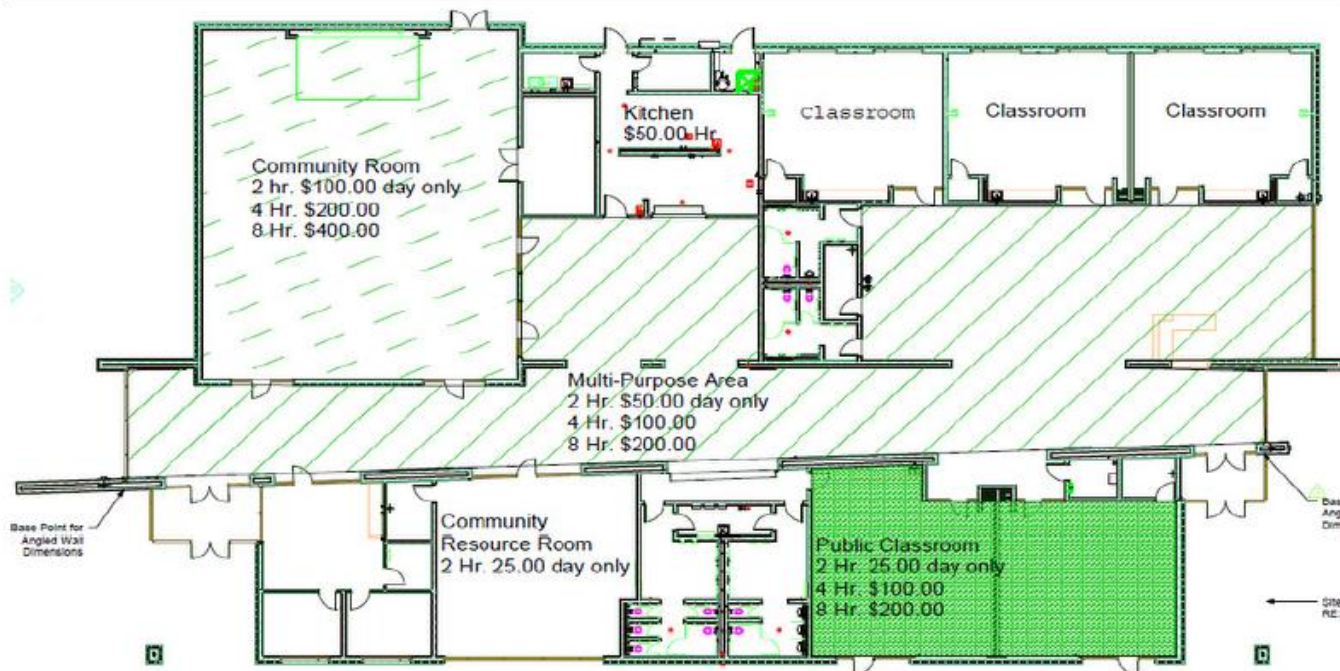 Community Room
2 hr. $100.00 day only
4 Hr. $200.00
8 Hr. $400.00
Kitchen
$50.00 Hr
Classroom
Classroom
Classroom
Multi-Purpose Area
2 Hr. $50.00 day only
4 Hr. $100.00
8 Hr. $200.00
Base Point for
Angled Wall
Dimensions
Community
Resource Room
2 Hr. 25.00 day only
Public Classroom
2 Hr. 25.00 day only
4 Hr. $100.00
8 Hr. $200.00